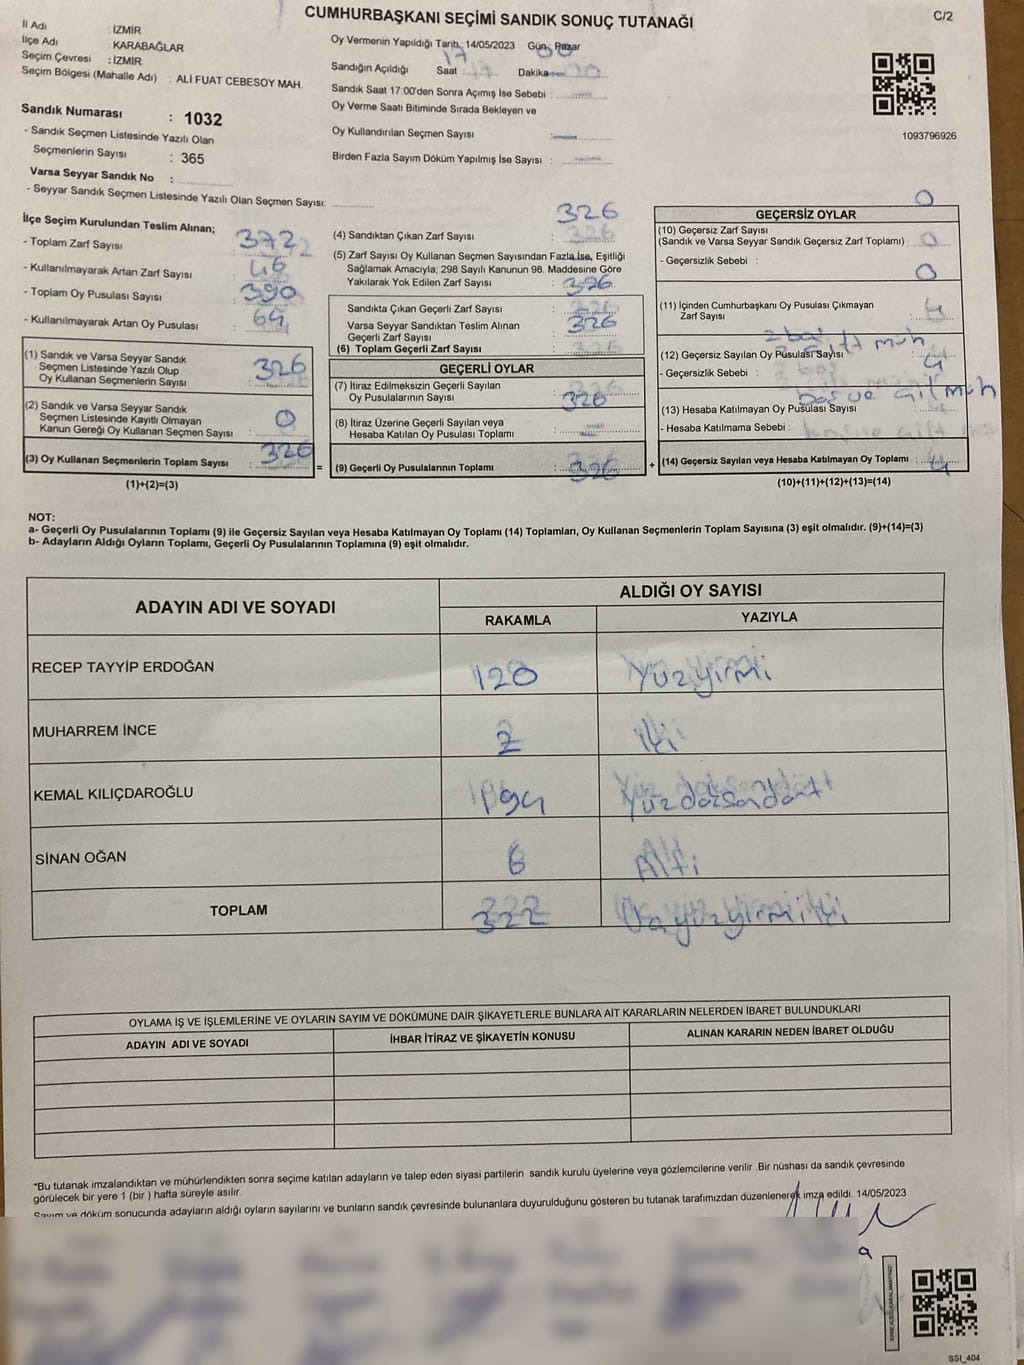 CUMHURBAŞKANI SEÇİMİ SANDIK SONUÇ TUTANAĞI
C/2
İl Adı : İZMİR
İlçe Adı : KARABAĞLAR
Seçim Çevresi : İZMİR
Seçim Bölgesi (Mahalle Adı) : ALİ FUAT CEBESOY MAH.
Oy Vermenin Yapıldığı Tarih : 14/05/2023 Gün : Pazar
Sandığın Açıldığı Saat : 17 Dakika 00
Sandık Saat 17:00'den Sonra Açımış İse Sebebi :
Oy Verme Saati Bitiminde Sırada Bekleyen ve
Oy Kullandırılan Seçmen Sayısı :
Birden Fazla Sayım Döküm Yapılmış İse Sayısı :
1093796926
Sandık Numarası : 1032
- Sandık Seçmen Listesinde Yazılı Olan
Seçmenlerin Sayısı : 365
Varsa Seyyar Sandık No :
- Seyyar Sandık Seçmen Listesinde Yazılı Olan Seçmen Sayısı:
İlçe Seçim Kurulundan Teslim Alınan;
- Toplam Zarf Sayısı : 372
- Kullanılmayarak Artan Zarf Sayısı : 46
- Toplam Oy Pusulası Sayısı : 390
- Kullanılmayarak Artan Oy Pusulası : 64
(1) Sandık ve Varsa Seyyar Sandık
Seçmen Listesinde Yazılı Olup
Oy Kullanan Seçmenlerin Sayısı : 326
(2) Sandık ve Varsa Seyyar Sandık
Seçmen Listesinde Kayıtlı Olmayan
Kanun Gereği Oy Kullanan Seçmen Sayısı : 0
(3) Oy Kullanan Seçmenlerin Toplam Sayısı : 326
(1)+(2)=(3)
(4) Sandıktan Çıkan Zarf Sayısı : 326
(5) Zarf Sayısı Oy Kullanan Seçmen Sayısından Fazla İse, Eşitliği
Sağlamak Amacıyla; 298 Sayılı Kanunun 98. Maddesine Göre
Yakılarak Yok Edilen Zarf Sayısı :
Sandıkta Çıkan Geçerli Zarf Sayısı : 326
Varsa Seyyar Sandıktan Teslim Alınan
Geçerli Zarf Sayısı :
(6) Toplam Geçerli Zarf Sayısı : 326
GEÇERLİ OYLAR
(7) İtiraz Edilmeksizin Geçerli Sayılan
Oy Pusulalarının Sayısı : 326
(8) İtiraz Üzerine Geçerli Sayılan veya
Hesaba Katılan Oy Pusulası Toplamı :
= (9) Geçerli Oy Pusulalarının Toplamı : 326
GEÇERSİZ OYLAR
(10) Geçersiz Zarf Sayısı
(Sandık ve Varsa Seyyar Sandık Geçersiz Zarf Toplamı) : 0
- Geçersizlik Sebebi :
(11) İçinden Cumhurbaşkanı Oy Pusulası Çıkmayan
Zarf Sayısı : 0
(12) Geçersiz Sayılan Oy Pusulası Sayısı : 4
- Geçersizlik Sebebi :
(13) Hesaba Katılmayan Oy Pusulası Sayısı :
- Hesaba Katılmama Sebebi :
+ (14) Geçersiz Sayılan veya Hesaba Katılmayan Oy Toplamı : 4
(10)+(11)+(12)+(13)=(14)
NOT:
a- Geçerli Oy Pusulalarının Toplamı (9) ile Geçersiz Sayılan veya Hesaba Katılmayan Oy Toplamı (14) Toplamları, Oy Kullanan Seçmenlerin Toplam Sayısına (3) eşit olmalıdır. (9)+(14)=(3)
b- Adayların Aldığı Oyların Toplamı, Geçerli Oy Pusulalarının Toplamına (9) eşit olmalıdır.
ADAYIN ADI VE SOYADI
ALDIĞI OY SAYISI
RAKAMLA YAZIYLA
RECEP TAYYİP ERDOĞAN 120 Yüzyirmi
MUHARREM İNCE 2 iki
KEMAL KILIÇDAROĞLU 194 Yüzdoksandört
SİNAN OĞAN 6 Altı
TOPLAM 322 Üçyüzyirmiiki
OYLAMA İŞ VE İŞLEMLERİNE VE OYLARIN SAYIM VE DÖKÜMÜNE DAİR ŞİKAYETLERLE BUNLARA AİT KARARLARIN NELERDEN İBARET BULUNDUKLARI
ADAYIN ADI VE SOYADI İHBAR İTİRAZ VE ŞİKAYETİN KONUSU ALINAN KARARIN NEDEN İBARET OLDUĞU
*Bu tutanak imzalandıktan ve mühürlendikten sonra seçime katılan adayların ve talep eden siyasi partilerin sandık kurulu üyelerine veya gözlemcilerine verilir .Bir nüshası da sandık çevresinde
görülecek bir yere 1 (bir ) hafta süreyle asılır.
Sayım ve döküm sonucunda adayların aldığı oyların sayılarını ve bunların sandık çevresinde bulunanlara duyurulduğunu gösteren bu tutanak tarafımızdan düzenlenerek imza edildi. 14/05/2023
SSI_404